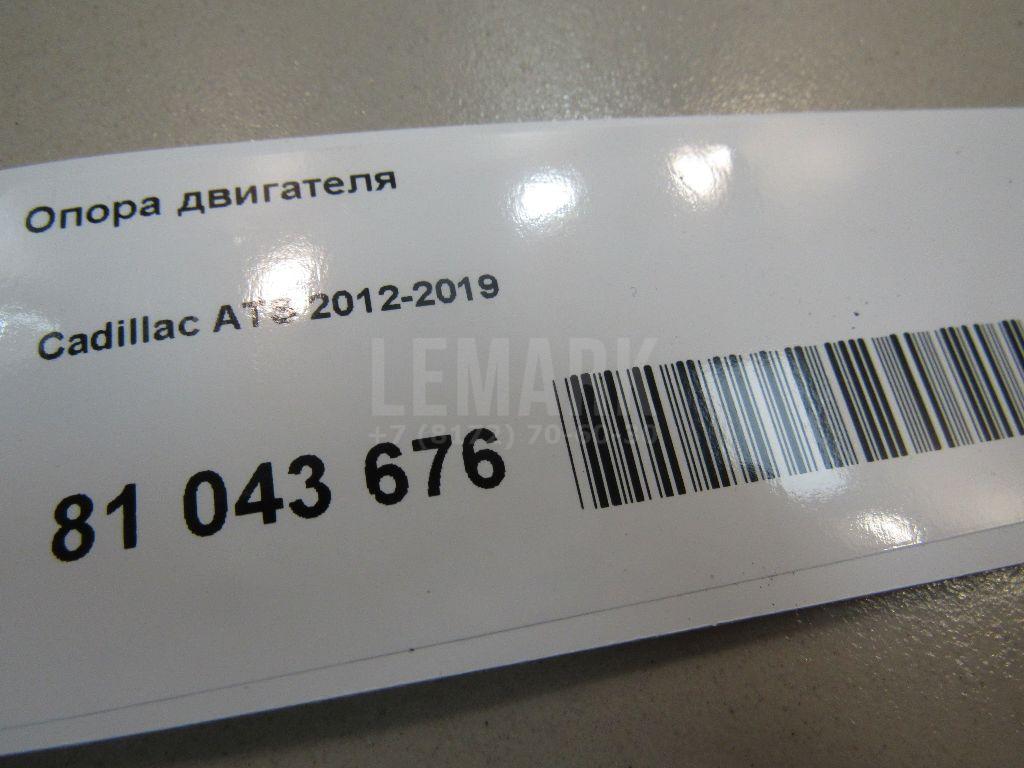 Опора двигателя
Cadillac ATS 2012-2019
LEMARK
81 043 676